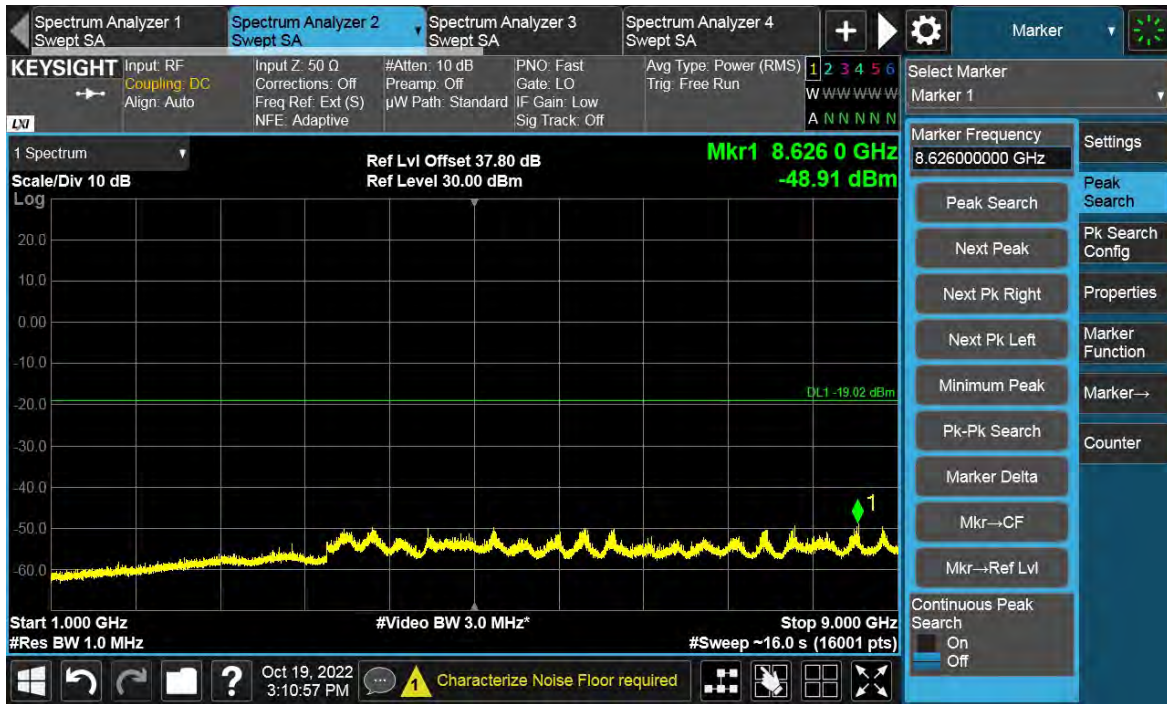 Spectrum Analyzer 1
Swept SA
Spectrum Analyzer 2
Swept SA
Spectrum Analyzer 3
Swept SA
Spectrum Analyzer 4
Swept SA
+
Marker
KEYSIGHT
LXI
Input: RF
Coupling: DC
Align: Auto
Input Z: 50 Ω
Corrections: Off
Freq Ref: Ext (S)
NFE: Adaptive
#Atten: 10 dB
Preamp: Off
µW Path: Standard
PNO: Fast
Gate: LO
IF Gain: Low
Sig Track: Off
Avg Type: Power (RMS)
Trig: Free Run
1 2 3 4 5 6
W W W W W W
A N N N N N
Select Marker
Marker 1
1 Spectrum
Scale/Div 10 dB
Log
Ref Lvl Offset 37.80 dB
Ref Level 30.00 dBm
Mkr1 8.626 0 GHz
-48.91 dBm
20.0
10.0
0.00
-10.0
-20.0
-30.0
-40.0
-50.0
-60.0
DL1 -19.02 dBm
1
Start 1.000 GHz
#Res BW 1.0 MHz
#Video BW 3.0 MHz*
Stop 9.000 GHz
#Sweep ~16.0 s (16001 pts)
Marker Frequency
8.626000000 GHz
Peak Search
Next Peak
Next Pk Right
Next Pk Left
Minimum Peak
Pk-Pk Search
Marker Delta
Mkr→CF
Mkr→Ref Lvl
Continuous Peak
Search
On
Off
Settings
Peak
Search
Pk Search
Config
Properties
Marker
Function
Marker→
Counter
?
Oct 19, 2022
3:10:57 PM
1
Characterize Noise Floor required